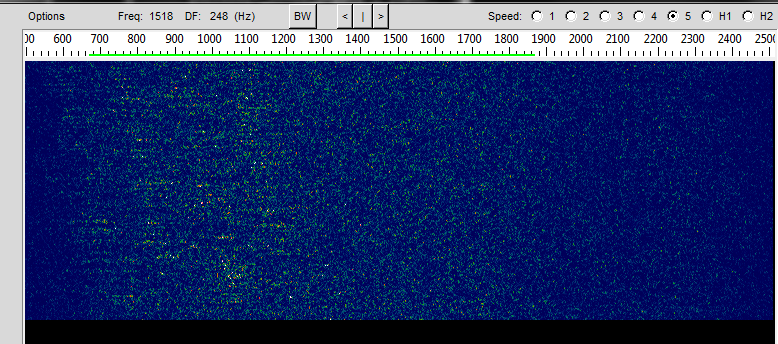 Options Freq: 1518 DF: 248 (Hz) BW < | > Speed: 1 2 3 4 5 H1 H2
00 700 800 900 1000 1100 1200 1300 1400 1500 1600 1700 1800 1900 2000 2100 2200 2300 2400 2500